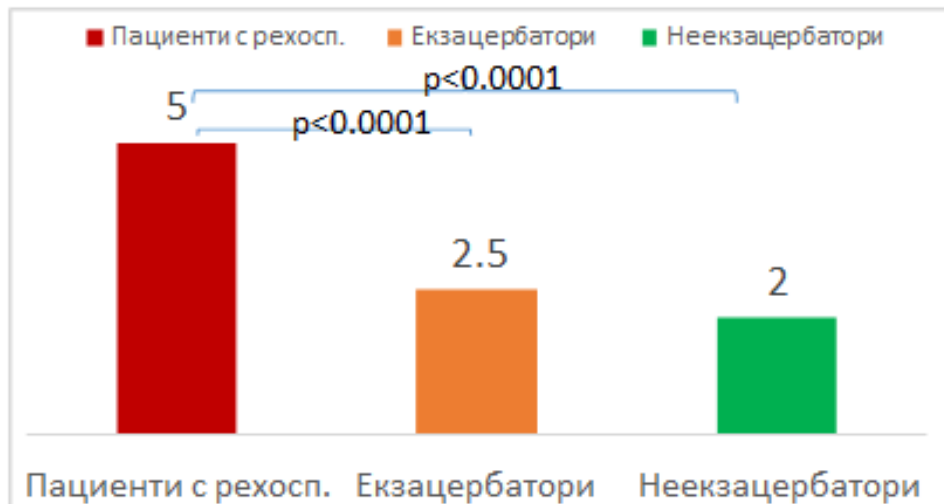 Пациенти с рехосп. Екзацербатори Неекзацербатори
p<0.0001
5
p<0.0001
2.5
2
Пациенти с рехосп. Екзацербатори Неекзацербатори